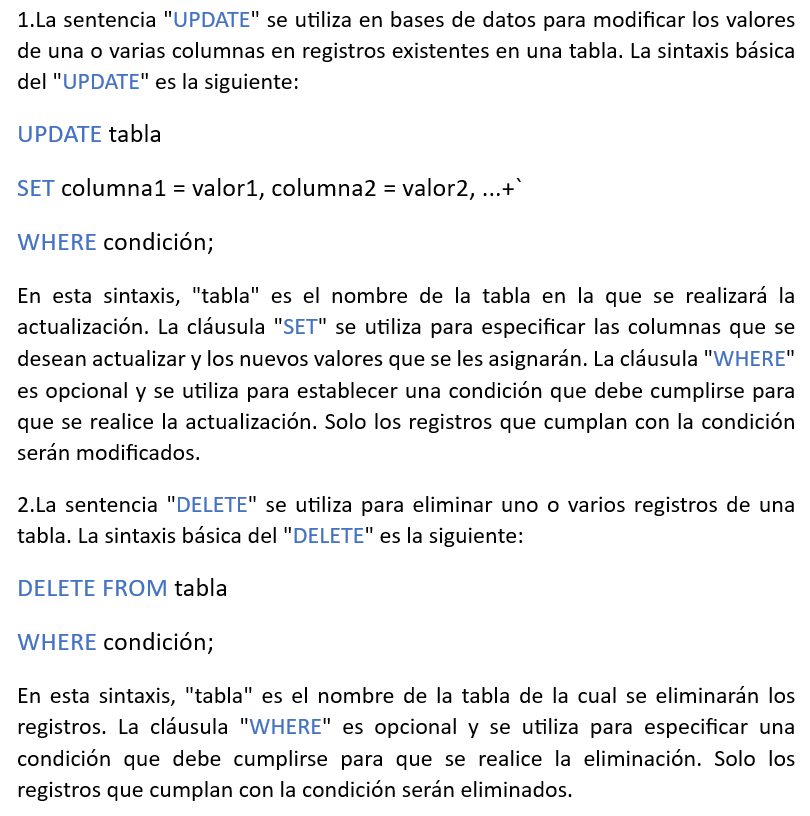 1.La sentencia "UPDATE" se utiliza en bases de datos para modificar los valores
de una o varias columnas en registros existentes en una tabla. La sintaxis básica
del "UPDATE" es la siguiente:
UPDATE tabla
SET columna1 = valor1, columna2 = valor2, ...+`
WHERE condición;
En esta sintaxis, "tabla" es el nombre de la tabla en la que se realizará la
actualización. La cláusula "SET" se utiliza para especificar las columnas que se
desean actualizar y los nuevos valores que se les asignarán. La cláusula "WHERE"
es opcional y se utiliza para establecer una condición que debe cumplirse para
que se realice la actualización. Solo los registros que cumplan con la condición
serán modificados.
2.La sentencia "DELETE" se utiliza para eliminar uno o varios registros de una
tabla. La sintaxis básica del "DELETE" es la siguiente:
DELETE FROM tabla
WHERE condición;
En esta sintaxis, "tabla" es el nombre de la tabla de la cual se eliminarán los
registros. La cláusula "WHERE" es opcional y se utiliza para especificar una
condición que debe cumplirse para que se realice la eliminación. Solo los
registros que cumplan con la condición serán eliminados.